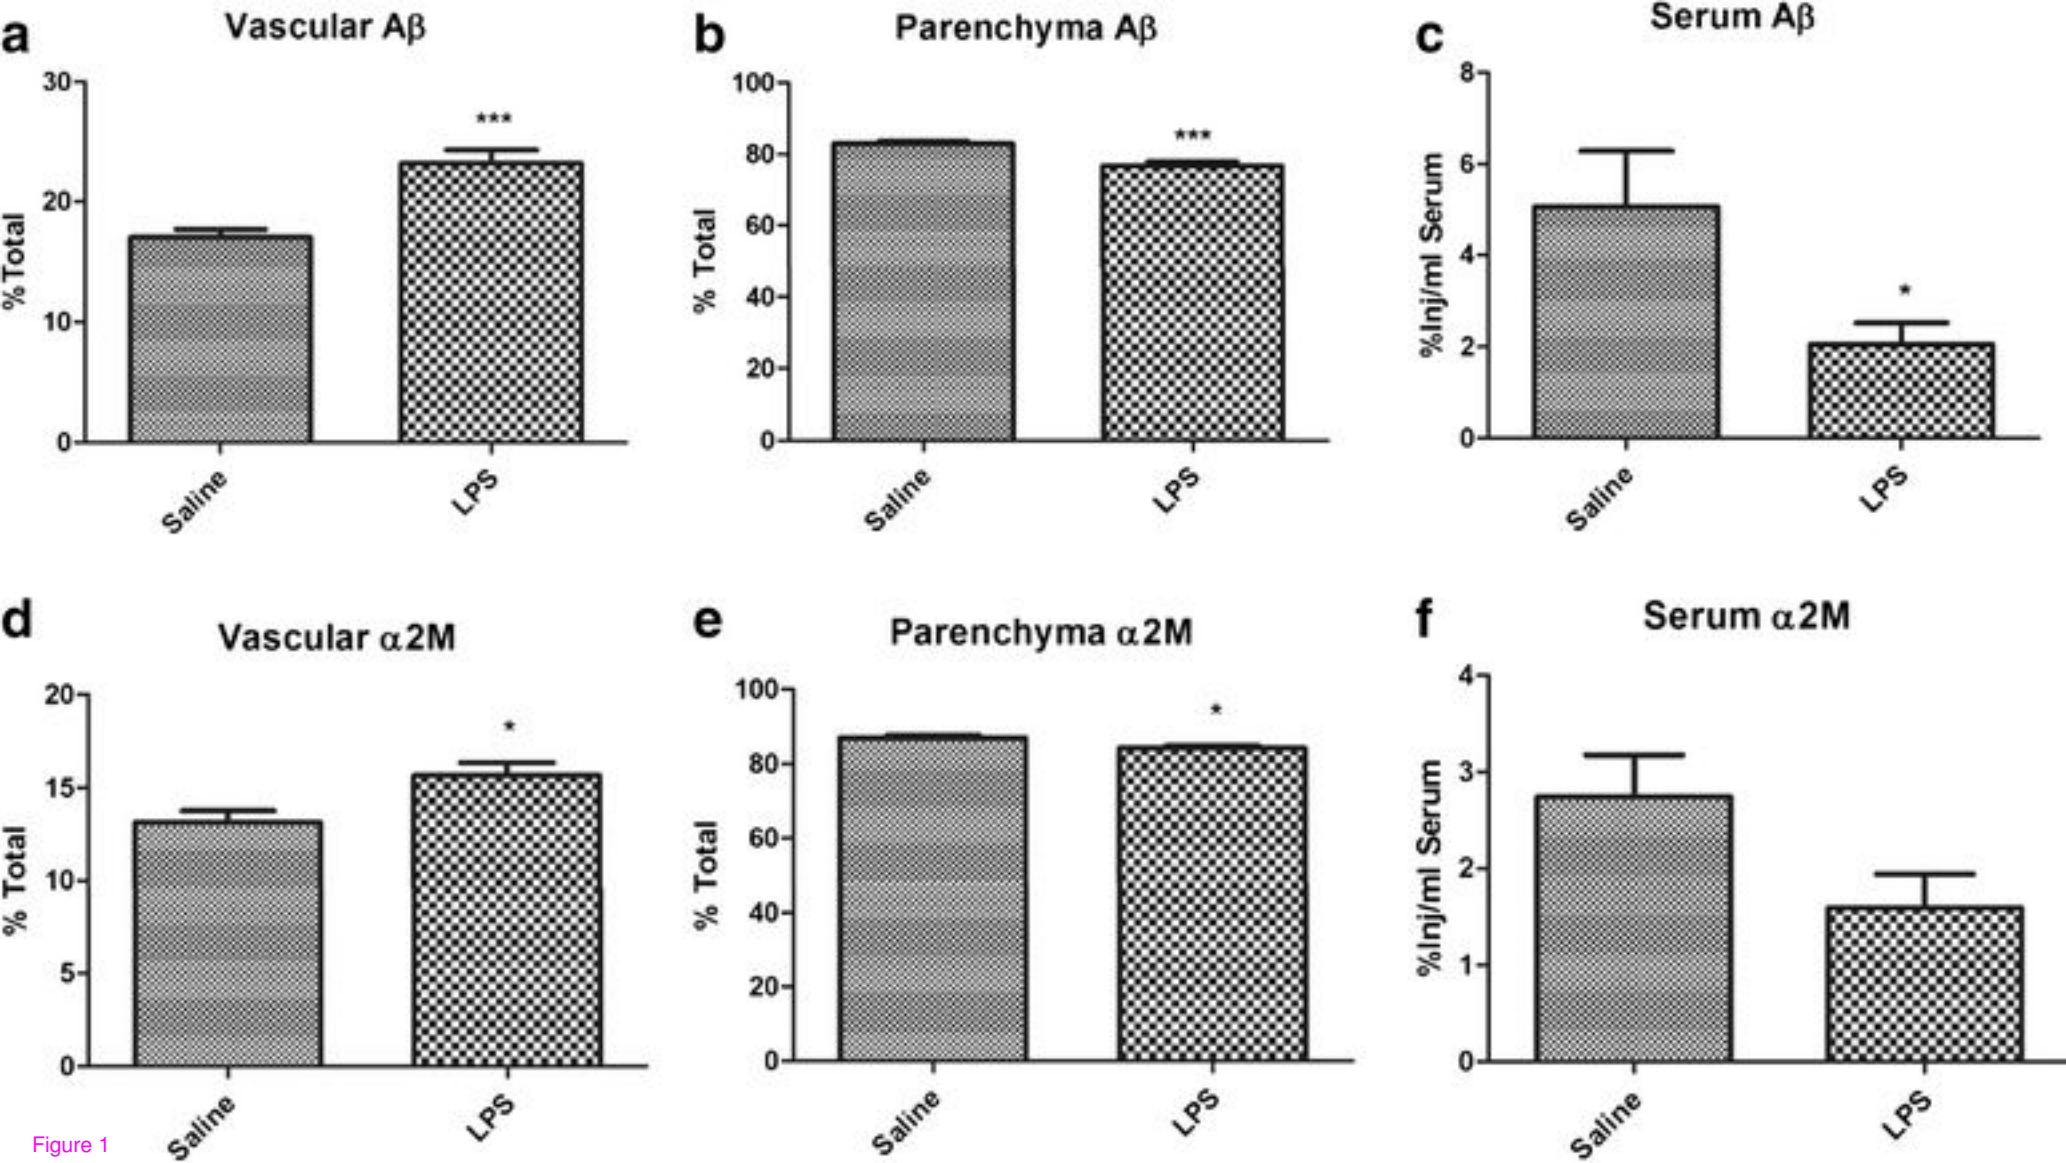 a
Vascular Aβ
30
20
10
0
%Total
***
Saline
LPS
b
Parenchyma Aβ
100
80
60
40
20
0
% Total
***
Saline
LPS
c
Serum Aβ
8
6
4
2
0
%Inj/ml Serum
*
Saline
LPS
d
Vascular α2M
20
15
10
5
0
% Total
*
Saline
LPS
e
Parenchyma α2M
100
80
60
40
20
0
% Total
*
Saline
LPS
f
Serum α2M
4
3
2
1
0
%Inj/ml Serum
Saline
LPS
Figure 1